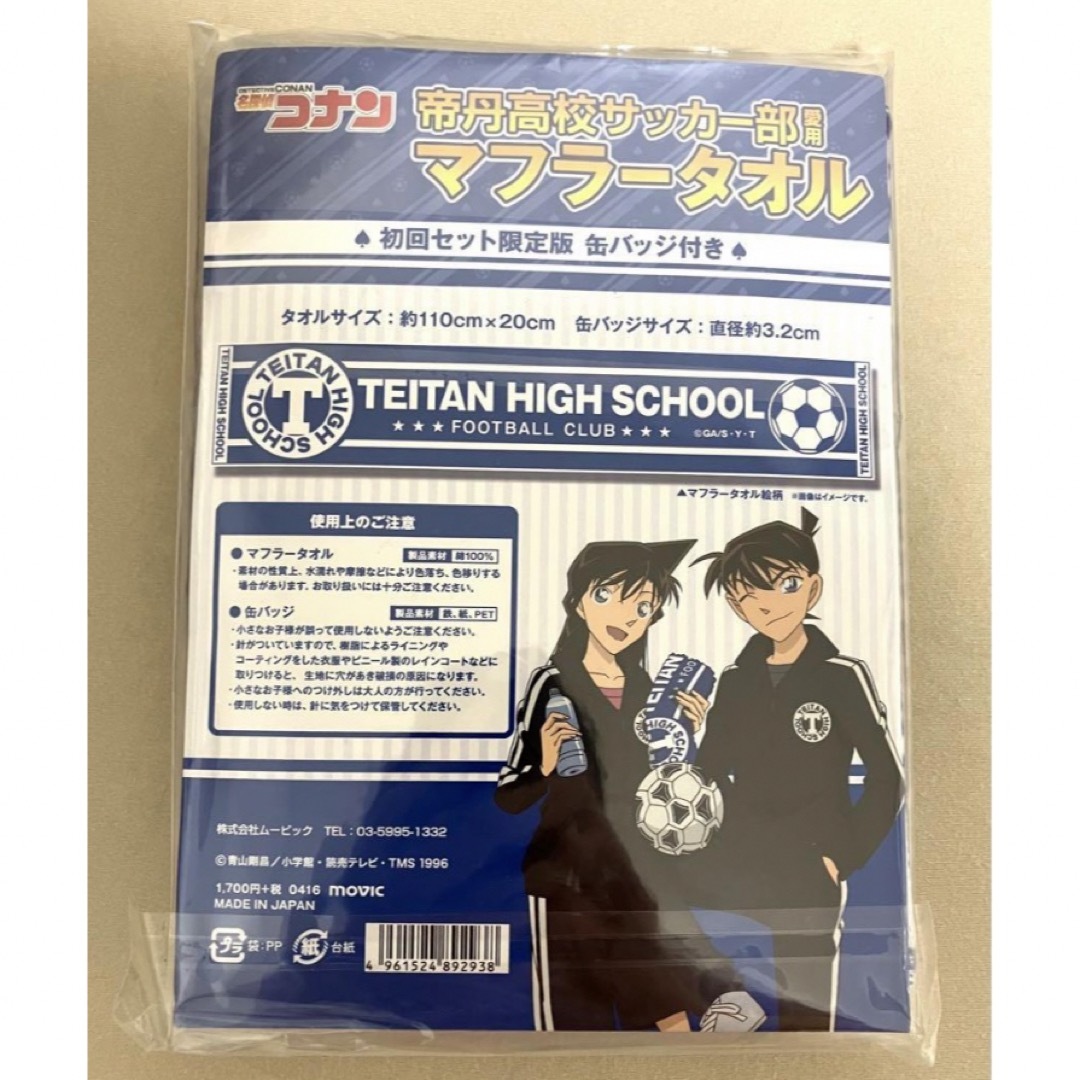 DETECTIVE CONAN
名探偵
コナン
帝丹高校サッカー部愛用
マフラータオル
♠ 初回セット限定版 缶バッジ付き ♠
タオルサイズ:約110cm×20cm 缶バッジサイズ:直径約3.2cm
TEITAN HIGH SCHOOL
TEITAN HIGH SCHOOL
T
TEITAN HIGH SCHOOL
★★★FOOTBALL CLUB★★★
©GA/S・Y・T
TEITAN HIGH SCHOOL
▲マフラータオル絵柄 ※画像はイメージです。
使用上のご注意
●マフラータオル 製品素材 綿100%
・素材の性質上、水濡れや摩擦などにより色落ち、色移りする
場合があります。お取り扱いには十分ご注意ください。
●缶バッジ 製品素材 鉄、紙、PET
・小さなお子様が誤って使用しないようご注意ください。
・針がついていますので、樹脂によるライニングや
コーティングをした衣服やビニール製のレインコートなどに
取りつけると、生地に穴があき破損の原因になります。
・小さなお子様へのつけ外しは大人の方が行ってください。
・使用しない時は、針に気をつけて保管してください。
TEITAN
★FOO
HIGH
SCHO
TEITAN HIGH SCHOOL
T
株式会社ムービック TEL:03-5995-1332
©青山剛昌/小学館・読売テレビ・TMS 1996
1,700円+税 0416 movic
MADE IN JAPAN
プラ 袋:PP 紙 台紙
4 961524 892938